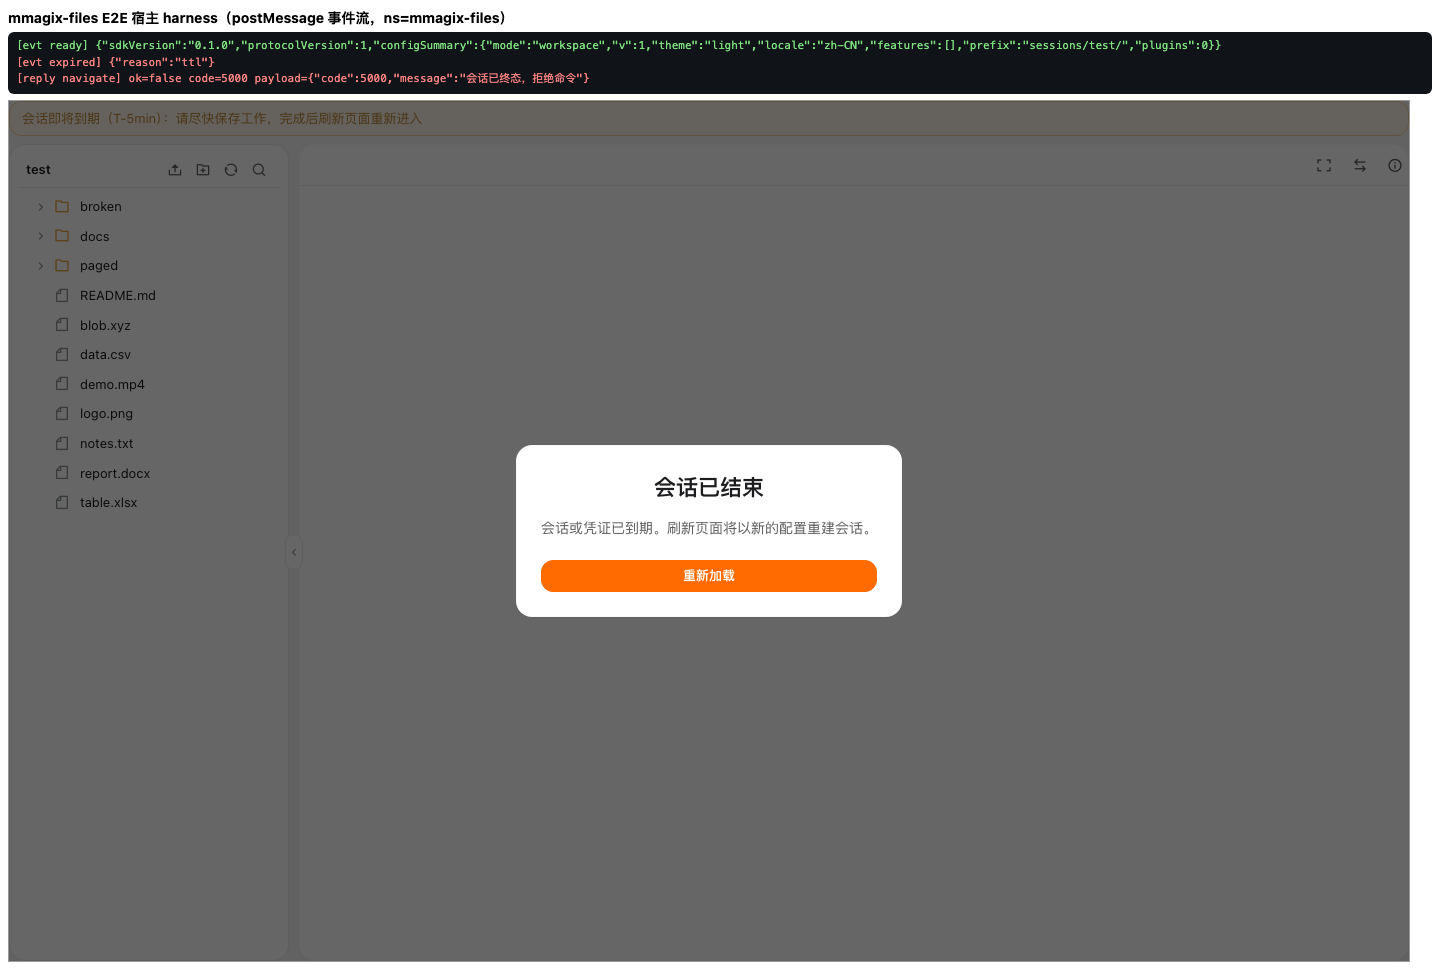 mmagix-files E2E 宿主 harness（postMessage 事件流，ns=mmagix-files）
[evt ready] {"sdkVersion":"0.1.0","protocolVersion":1,"configSummary":{"mode":"workspace","v":1,"theme":"light","locale":"zh-CN","features":[],"prefix":"sessions/test/","plugins":0}}
[evt expired] {"reason":"ttl"}
[reply navigate] ok=false code=5000 payload={"code":5000,"message":"会话已终态，拒绝命令"}
会话即将到期（T-5min）：请尽快保存工作，完成后刷新页面重新进入
test
broken
docs
paged
README.md
blob.xyz
data.csv
demo.mp4
logo.png
notes.txt
report.docx
table.xlsx
会话已结束
会话或凭证已到期。刷新页面将以新的配置重建会话。
重新加载